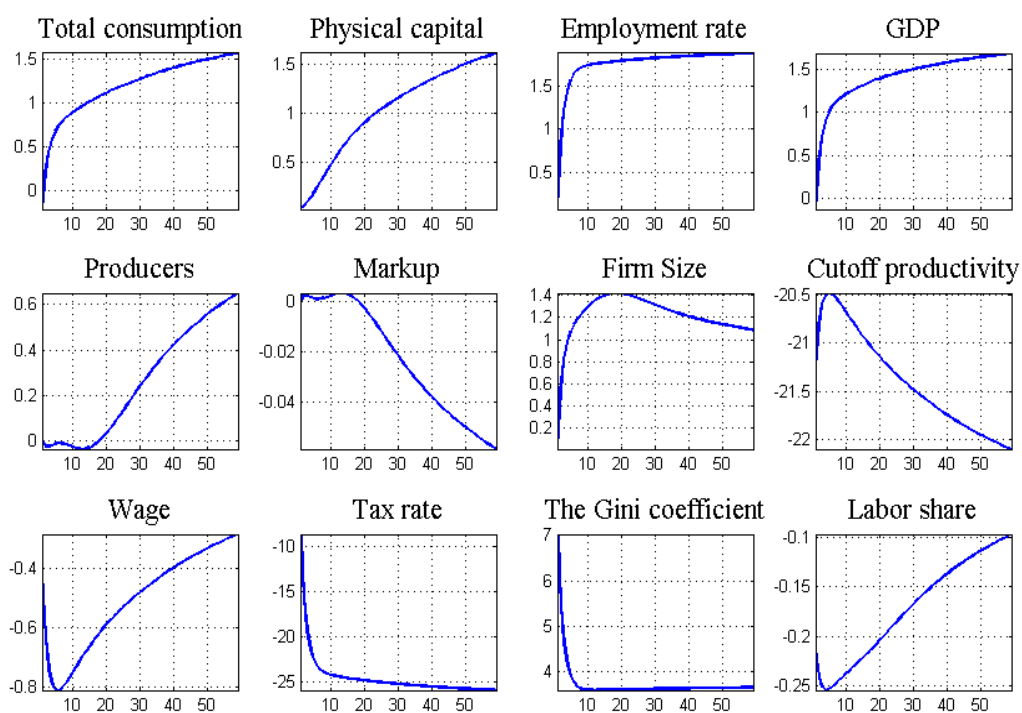 Total consumption Physical capital Employment rate GDP
1.5 1.5 1.5 1.5
1 1 1 1
0.5 0.5 0.5 0.5
0 0
10 20 30 40 50 10 20 30 40 50 10 20 30 40 50 10 20 30 40 50
Producers Markup Firm Size Cutoff productivity
0.6 0 1.4 -20.5
0.4 -0.02 1.2 -21
0.2 -0.04 1 -21.5
0 0.8 -22
0.6
0.4
0.2
10 20 30 40 50 10 20 30 40 50 10 20 30 40 50 10 20 30 40 50
Wage Tax rate The Gini coefficient Labor share
-0.4 -10 7 -0.1
-0.6 -15 6 -0.15
-0.8 -20 5 -0.2
-25 4 -0.25
10 20 30 40 50 10 20 30 40 50 10 20 30 40 50 10 20 30 40 50